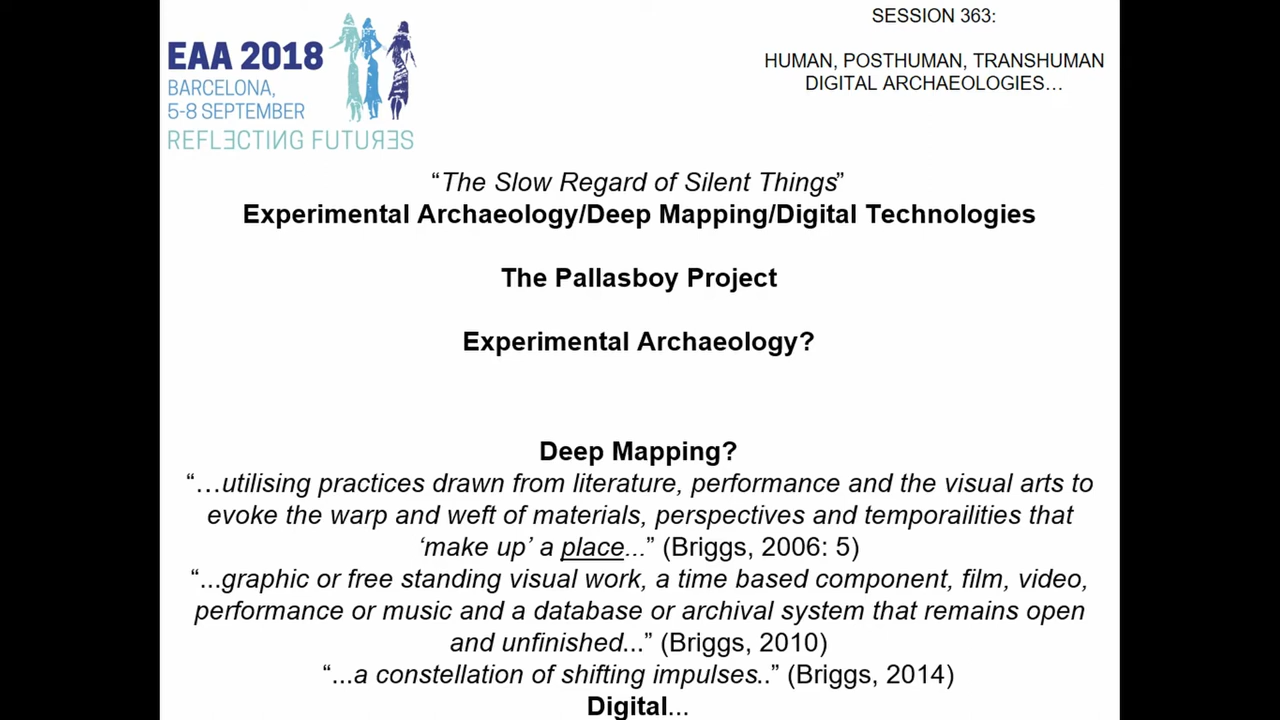 EAA 2018
BARCELONA,
5-8 SEPTEMBER
REFLECTING FUTURES
SESSION 363:
HUMAN, POSTHUMAN, TRANSHUMAN
DIGITAL ARCHAEOLOGIES…
“The Slow Regard of Silent Things”
Experimental Archaeology/Deep Mapping/Digital Technologies
The Pallasboy Project
Experimental Archaeology?
Deep Mapping?
“…utilising practices drawn from literature, performance and the visual arts to
evoke the warp and weft of materials, perspectives and temporailities that
‘make up’ a place...” (Briggs, 2006: 5)
“...graphic or free standing visual work, a time based component, film, video,
performance or music and a database or archival system that remains open
and unfinished...” (Briggs, 2010)
“...a constellation of shifting impulses..” (Briggs, 2014)
Digital...